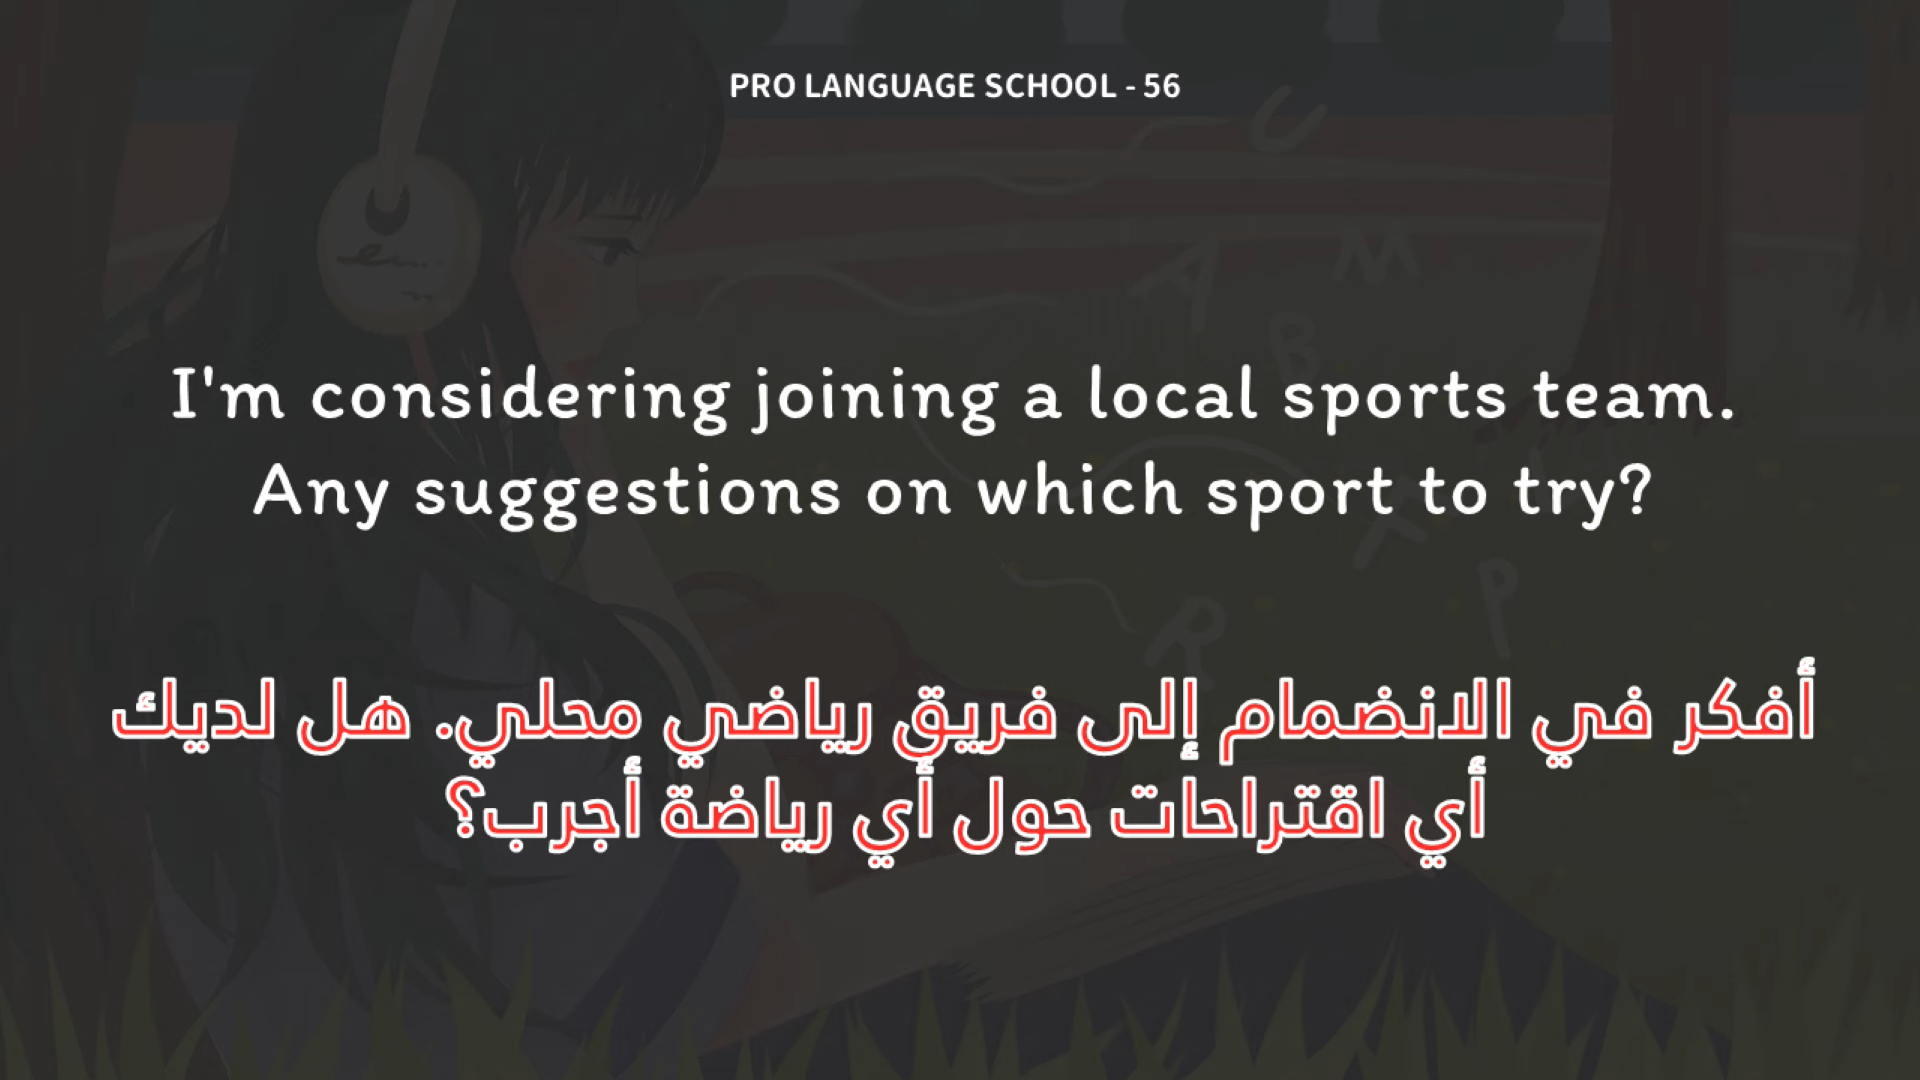 PRO LANGUAGE SCHOOL - 56
I'm considering joining a local sports team.
Any suggestions on which sport to try?
أفكر في الانضمام إلى فريق رياضي محلي. هل لديك
أي اقتراحات حول أي رياضة أجرب؟
C
A M
B
T
P
R